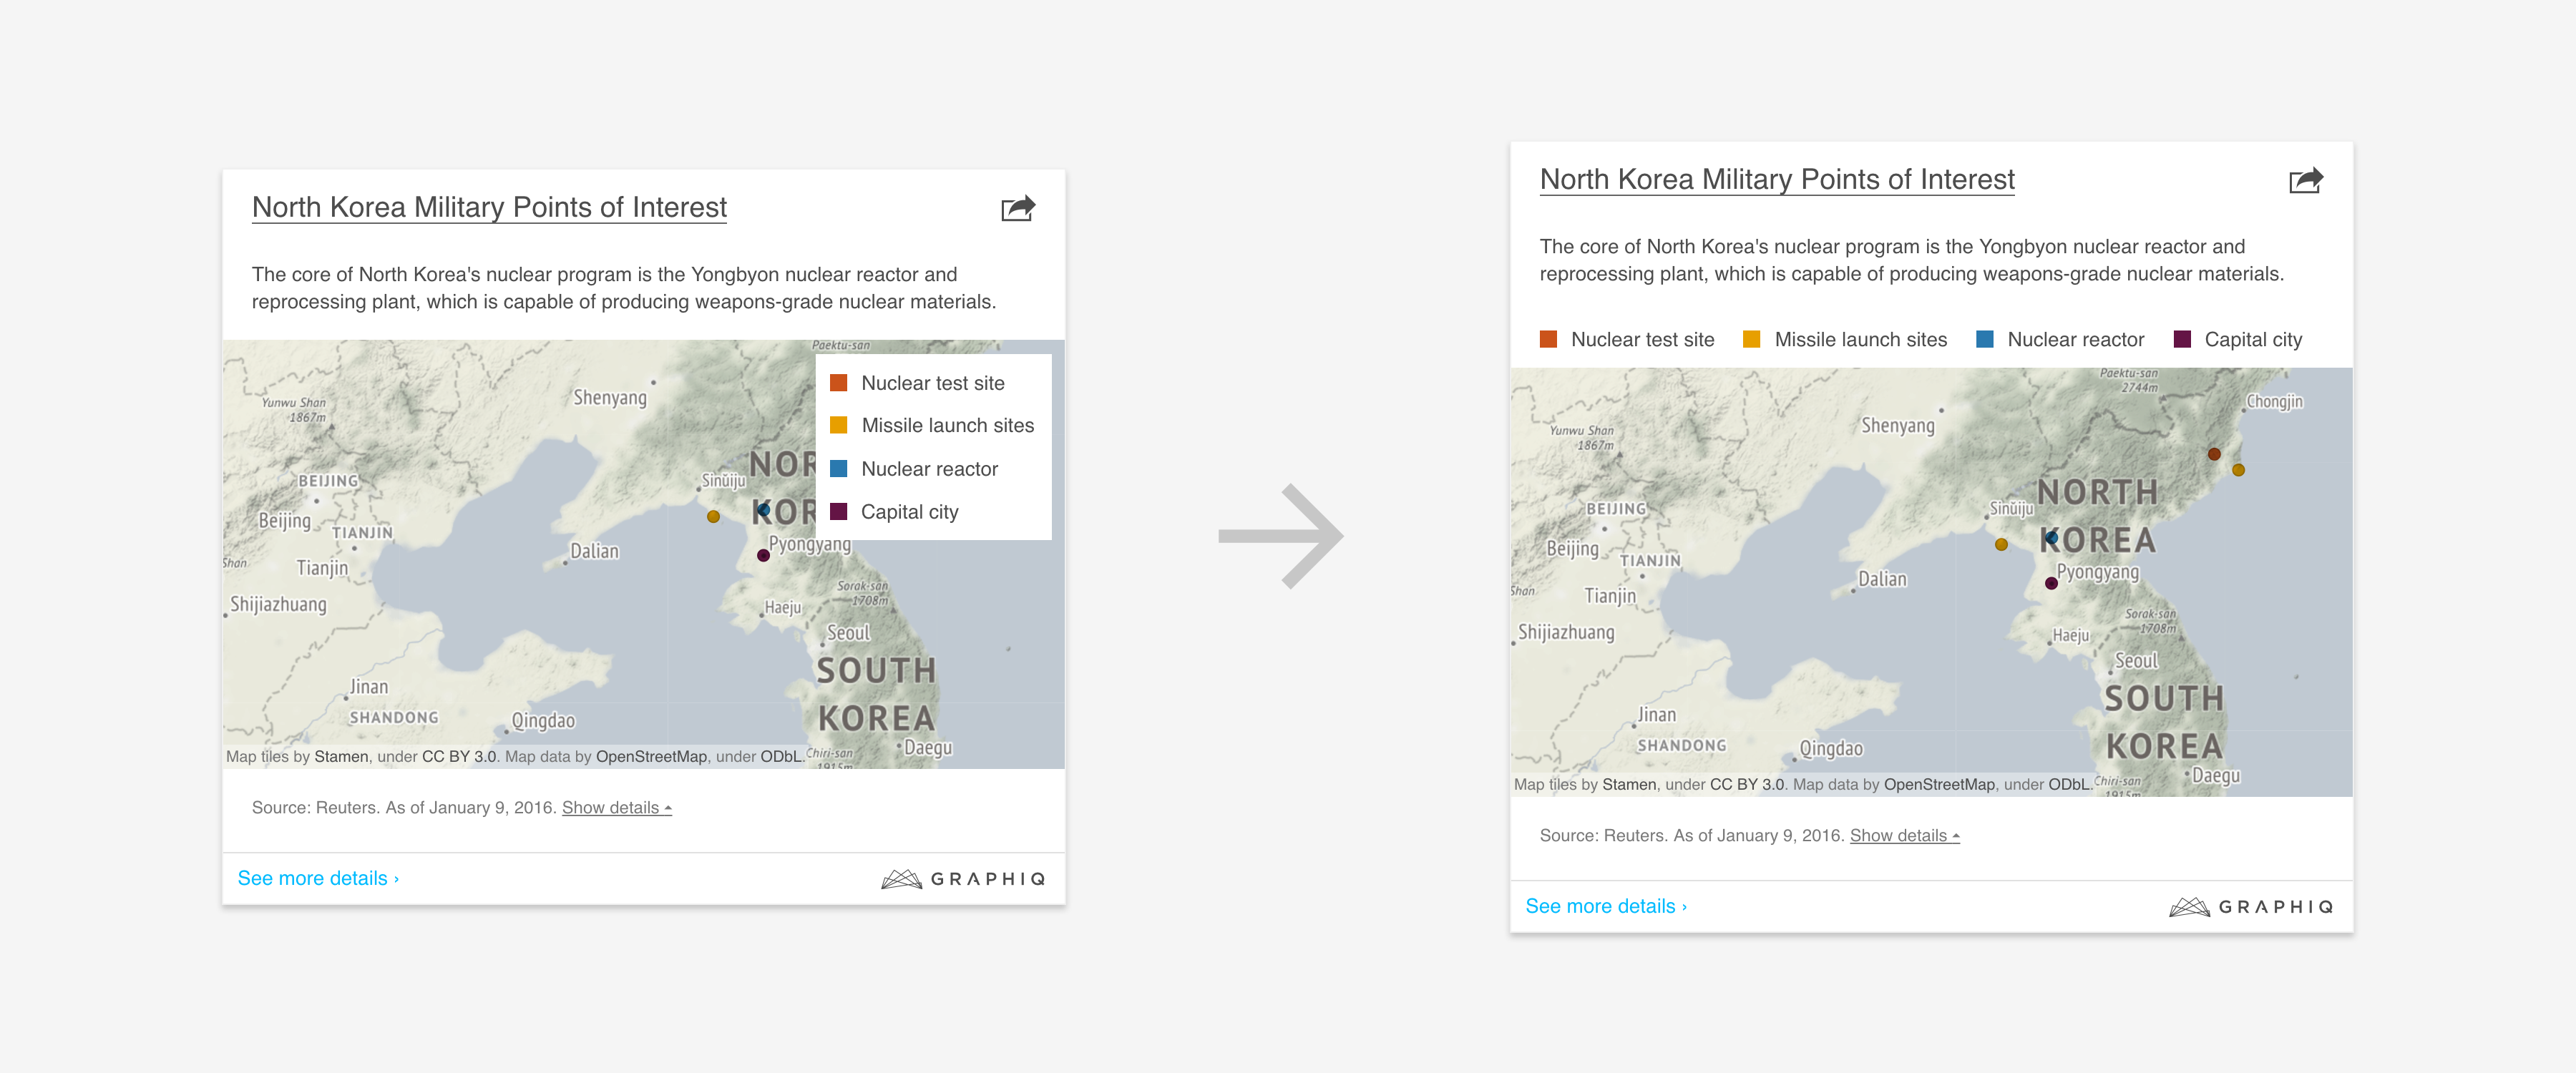 North Korea Military Points of Interest
The core of North Korea's nuclear program is the Yongbyon nuclear reactor and
reprocessing plant, which is capable of producing weapons-grade nuclear materials.
Paektu-san
Nuclear test site
Shenyang
Yunwu Shan
1867m
Missile launch sites
NOR
Nuclear reactor
BEIJING
Sinŭiju
KOR
Capital city
Beijing
TIANJIN
Pyongyang
Dalian
Shan
Tianjin
Sorak-san
1708m
Shijiazhuang
Haeju
Seoul
SOUTH
Jinan
SHANDONG
Qingdao
KOREA
Daegu
Map tiles by Stamen, under CC BY 3.0. Map data by OpenStreetMap, under ODbL.
Chiri-san
1915m
Source: Reuters. As of January 9, 2016. Show details
See more details ›
GRAPHIQ
North Korea Military Points of Interest
The core of North Korea's nuclear program is the Yongbyon nuclear reactor and
reprocessing plant, which is capable of producing weapons-grade nuclear materials.
Nuclear test site Missile launch sites Nuclear reactor Capital city
Paektu-san
2744m
Chongjin
Shenyang
Yunwu Shan
1867m
NORTH
BEIJING
Sinŭiju
KOREA
Beijing
TIANJIN
Pyongyang
Dalian
Shan
Tianjin
Sorak-san
1708m
Shijiazhuang
Haeju
Seoul
SOUTH
Jinan
SHANDONG
Qingdao
KOREA
Daegu
Map tiles by Stamen, under CC BY 3.0. Map data by OpenStreetMap, under ODbL.
Chiri-san
1915m
Source: Reuters. As of January 9, 2016. Show details
See more details ›
GRAPHIQ